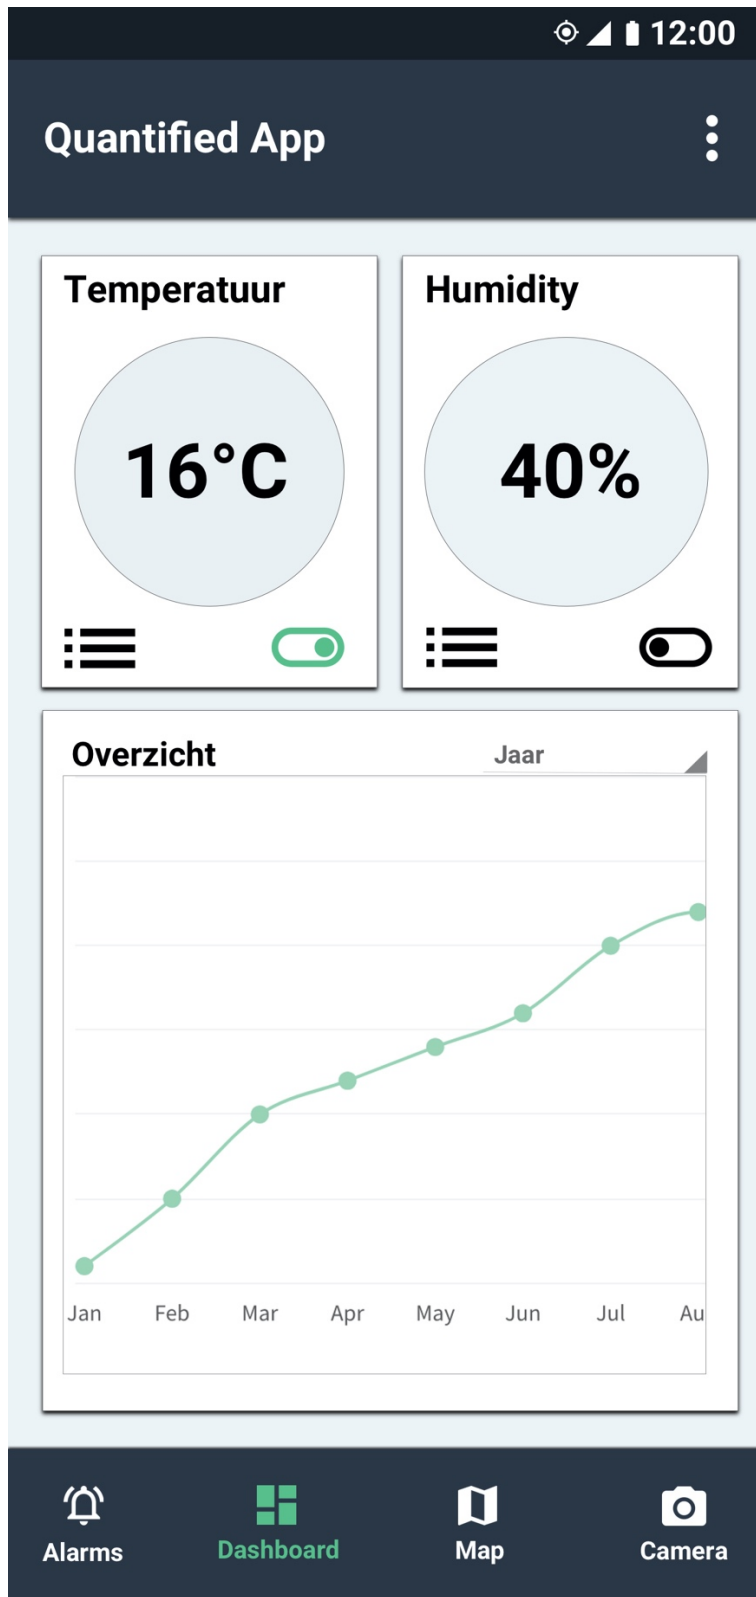 12:00
Quantified App
Temperatuur
Humidity
16°C
40%
Overzicht
Jaar
Jan Feb Mar Apr May Jun Jul Au
Alarms Dashboard Map Camera